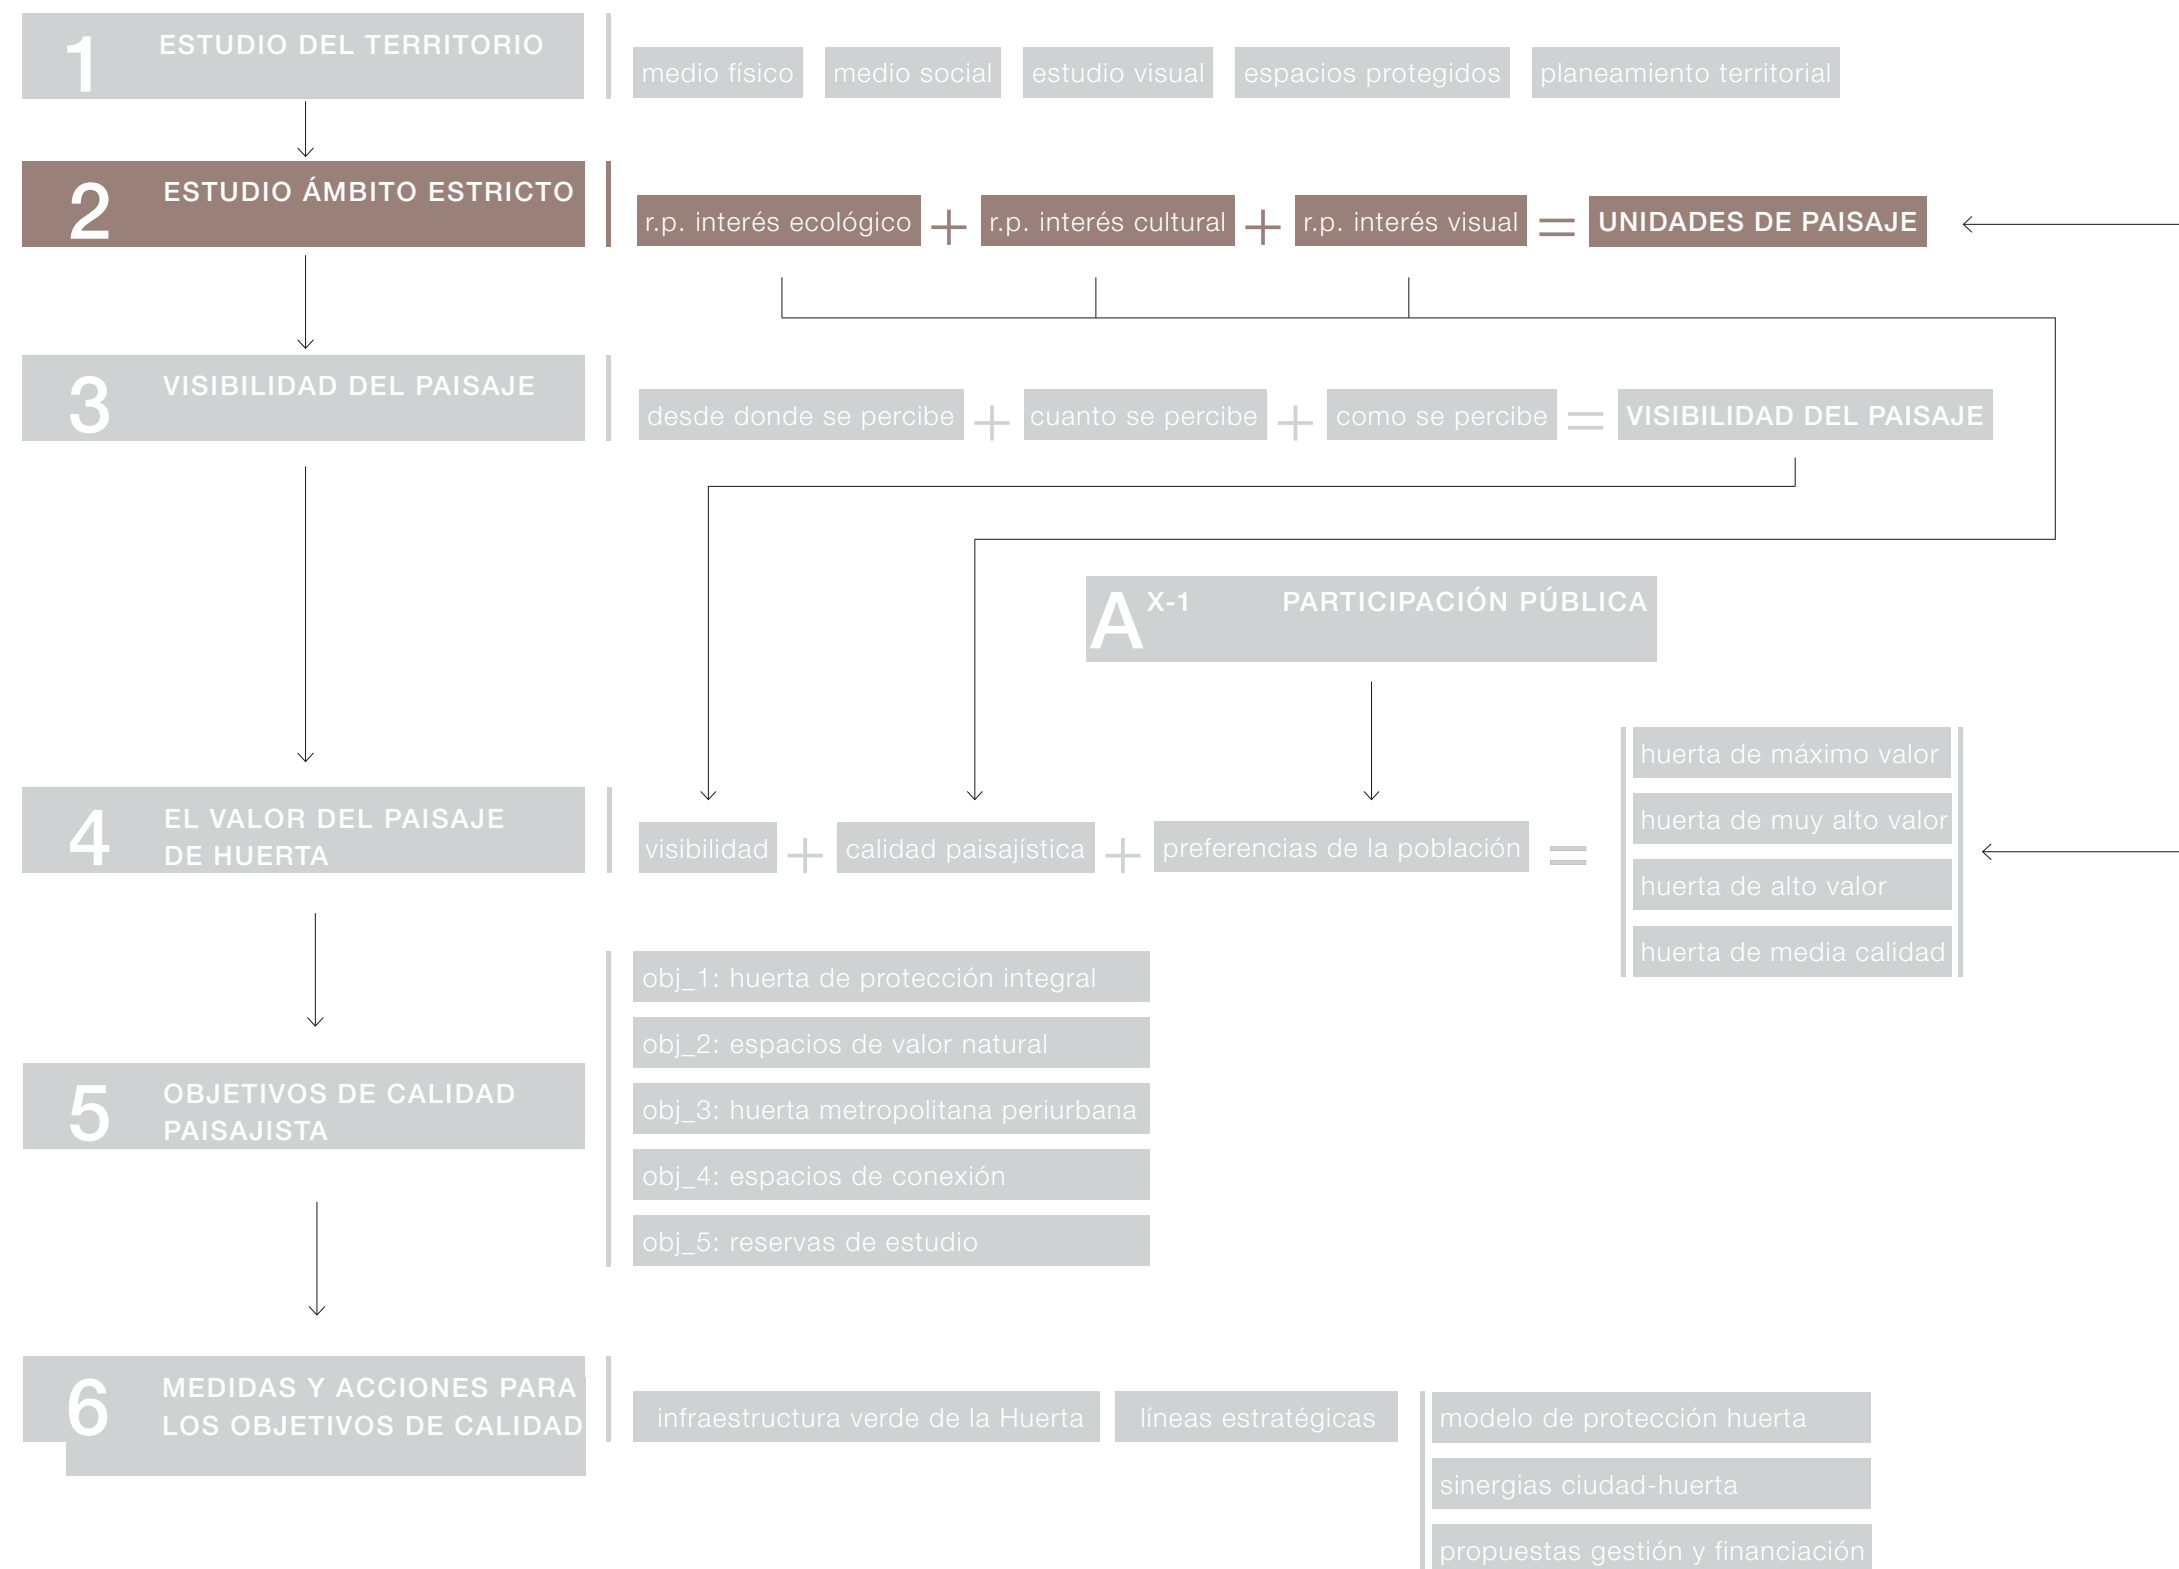 1 ESTUDIO DEL TERRITORIO
medio físico medio social estudio visual espacios protegidos planeamiento territorial
2 ESTUDIO ÁMBITO ESTRICTO
r.p. interés ecológico + r.p. interés cultural + r.p. interés visual = UNIDADES DE PAISAJE
3 VISIBILIDAD DEL PAISAJE
desde donde se percibe + cuanto se percibe + como se percibe = VISIBILIDAD DEL PAISAJE
A X-1 PARTICIPACIÓN PÚBLICA
4 EL VALOR DEL PAISAJE
DE HUERTA
visibilidad + calidad paisajística + preferencias de la población =
huerta de máximo valor
huerta de muy alto valor
huerta de alto valor
huerta de media calidad
5 OBJETIVOS DE CALIDAD
PAISAJISTA
obj_1: huerta de protección integral
obj_2: espacios de valor natural
obj_3: huerta metropolitana periurbana
obj_4: espacios de conexión
obj_5: reservas de estudio
6 MEDIDAS Y ACCIONES PARA
LOS OBJETIVOS DE CALIDAD
infraestructura verde de la Huerta líneas estratégicas
modelo de protección huerta
sinergias ciudad-huerta
propuestas gestión y financiación